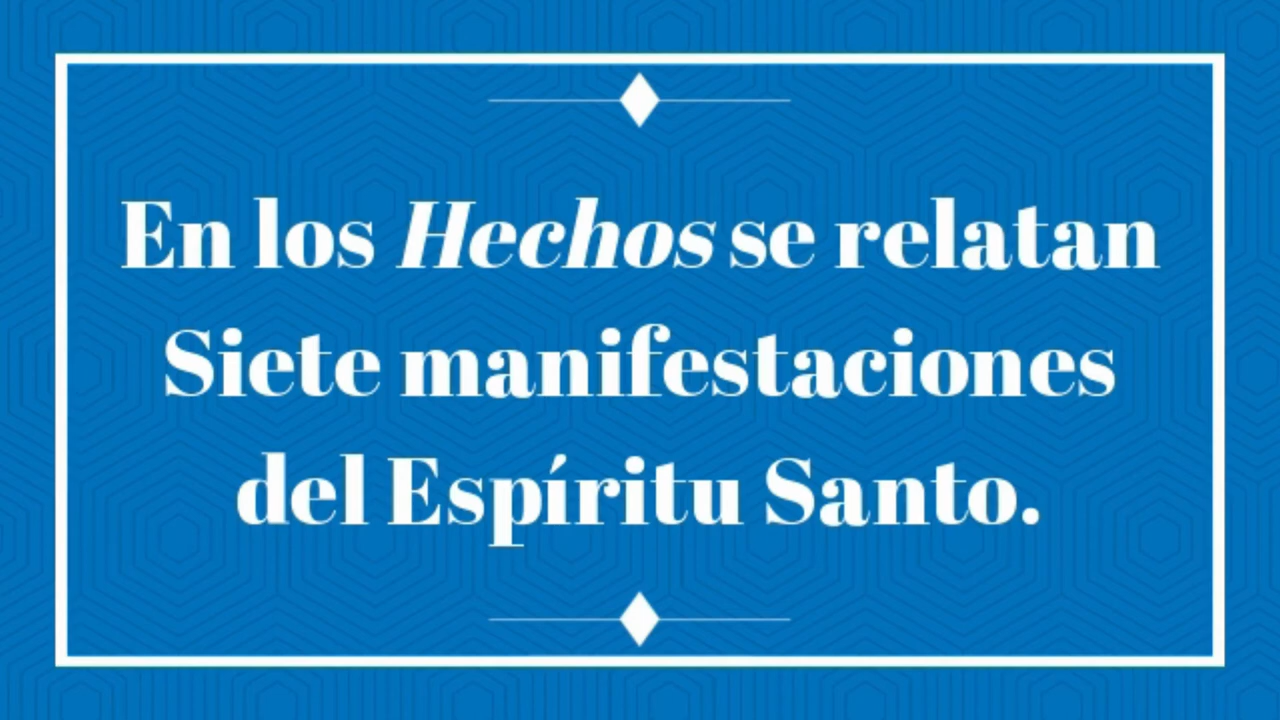 En los Hechos se relatan
Siete manifestaciones
del Espíritu Santo.